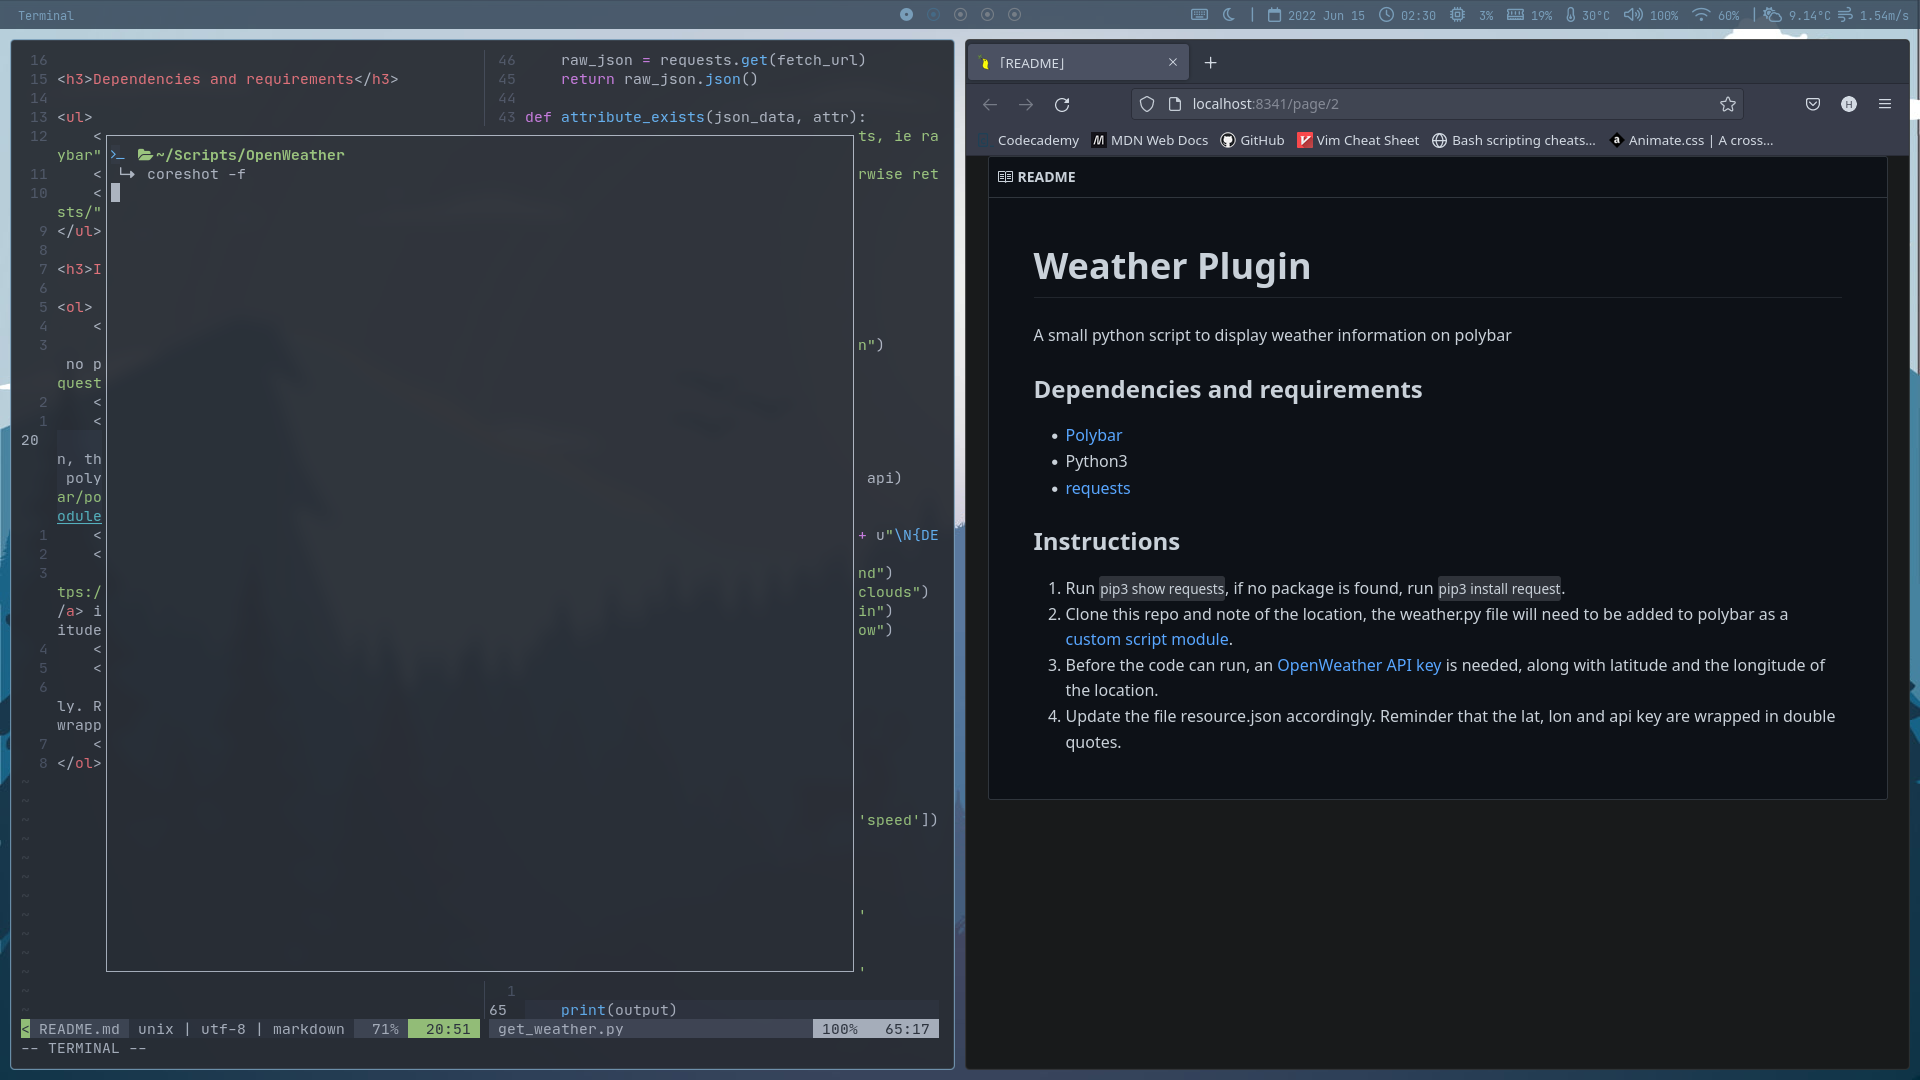 Terminal
2022 Jun 15
02:30
3%
19%
30°C
100%
60%
9.14°C
1.54m/s
16
15 <h3>Dependencies and requirements</h3>
14
13 <ul>
12 <
ybar"
11 <
10 <
sts/"
9 </ul>
8
7 <h3>I
6
5 <ol>
4 <
3
no p
quest
2 <
1 <
20
n, th
poly
ar/po
odule
1 <
2 <
3
tps:/
/a> i
itude
4 <
5 <
6
ly. R
wrapp
7 <
8 </ol>
~
~
~
~
~
~
~
~
~
~
~
~
~
46 raw_json = requests.get(fetch_url)
45 return raw_json.json()
44
43 def attribute_exists(json_data, attr):
ts, ie ra
rwise ret
n")
api)
+ u"\N{DE
nd")
clouds")
in")
ow")
'speed'])
'
'
1
65 print(output)
~/Scripts/OpenWeather
coreshot -f
< README.md unix | utf-8 | markdown 71% 20:51
get_weather.py 100% 65:17
-- TERMINAL --
「README」
localhost:8341/page/2
H
Codecademy
MDN Web Docs
GitHub
Vim Cheat Sheet
Bash scripting cheats...
Animate.css | A cross...
README
Weather Plugin
A small python script to display weather information on polybar
Dependencies and requirements
• Polybar
• Python3
• requests
Instructions
1. Run pip3 show requests, if no package is found, run pip3 install request.
2. Clone this repo and note of the location, the weather.py file will need to be added to polybar as a
custom script module.
3. Before the code can run, an OpenWeather API key is needed, along with latitude and the longitude of
the location.
4. Update the file resource.json accordingly. Reminder that the lat, lon and api key are wrapped in double
quotes.